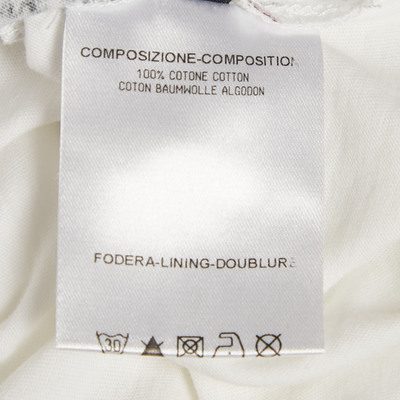 COMPOSIZIONE-COMPOSITION
100% COTONE COTTON
COTON BAUMWOLLE ALGODON
FODERA-LINING-DOUBLURE
30